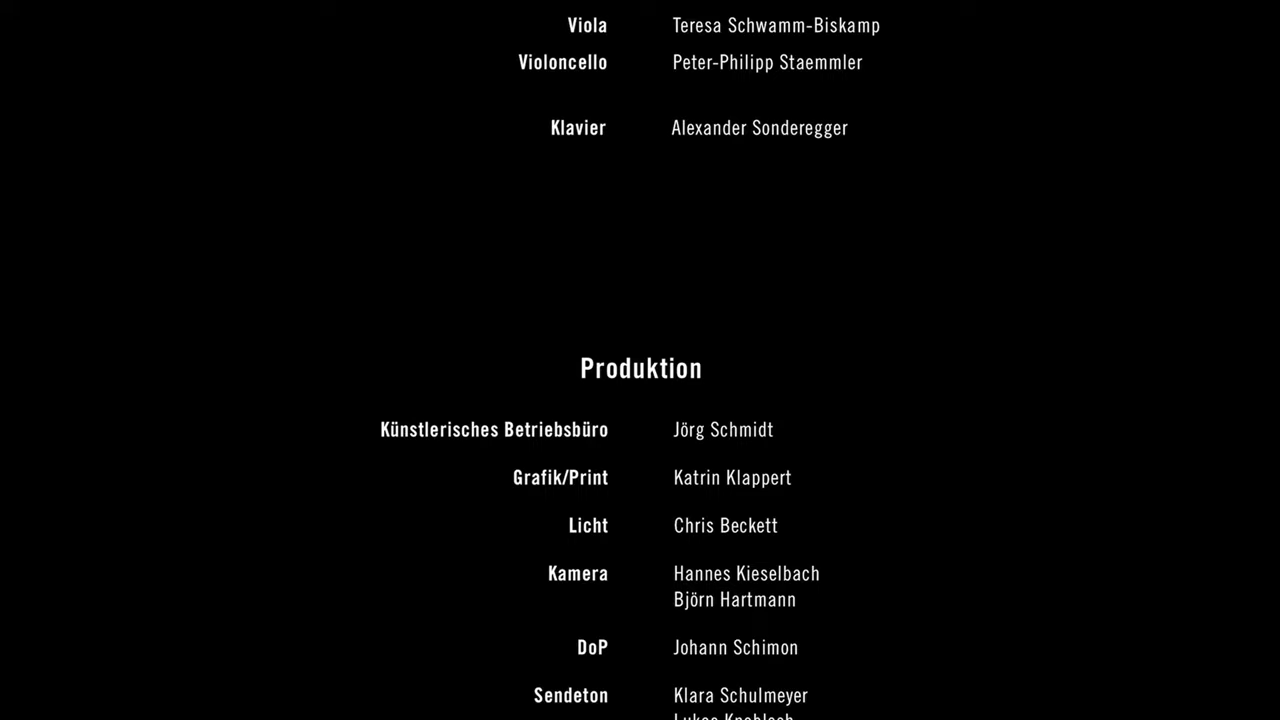 Viola Teresa Schwamm-Biskamp
Violoncello Peter-Philipp Staemmler
Klavier Alexander Sonderegger
Produktion
Künstlerisches Betriebsbüro Jörg Schmidt
Grafik/Print Katrin Klappert
Licht Chris Beckett
Kamera Hannes Kieselbach
Björn Hartmann
DoP Johann Schimon
Sendeton Klara Schulmeyer